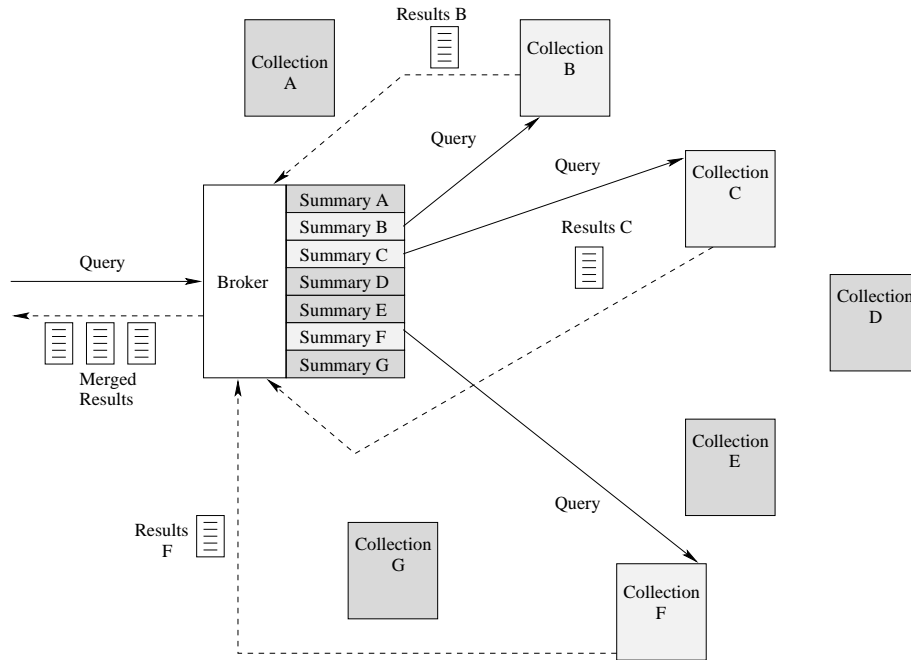 Results B
Collection
A
Collection
B
Query
Query
Collection
C
Summary A
Summary B
Summary C
Summary D
Summary E
Summary F
Summary G
Broker
Query
Results C
Collection
D
Merged
Results
Collection
E
Query
Results
F
Collection
G
Collection
F